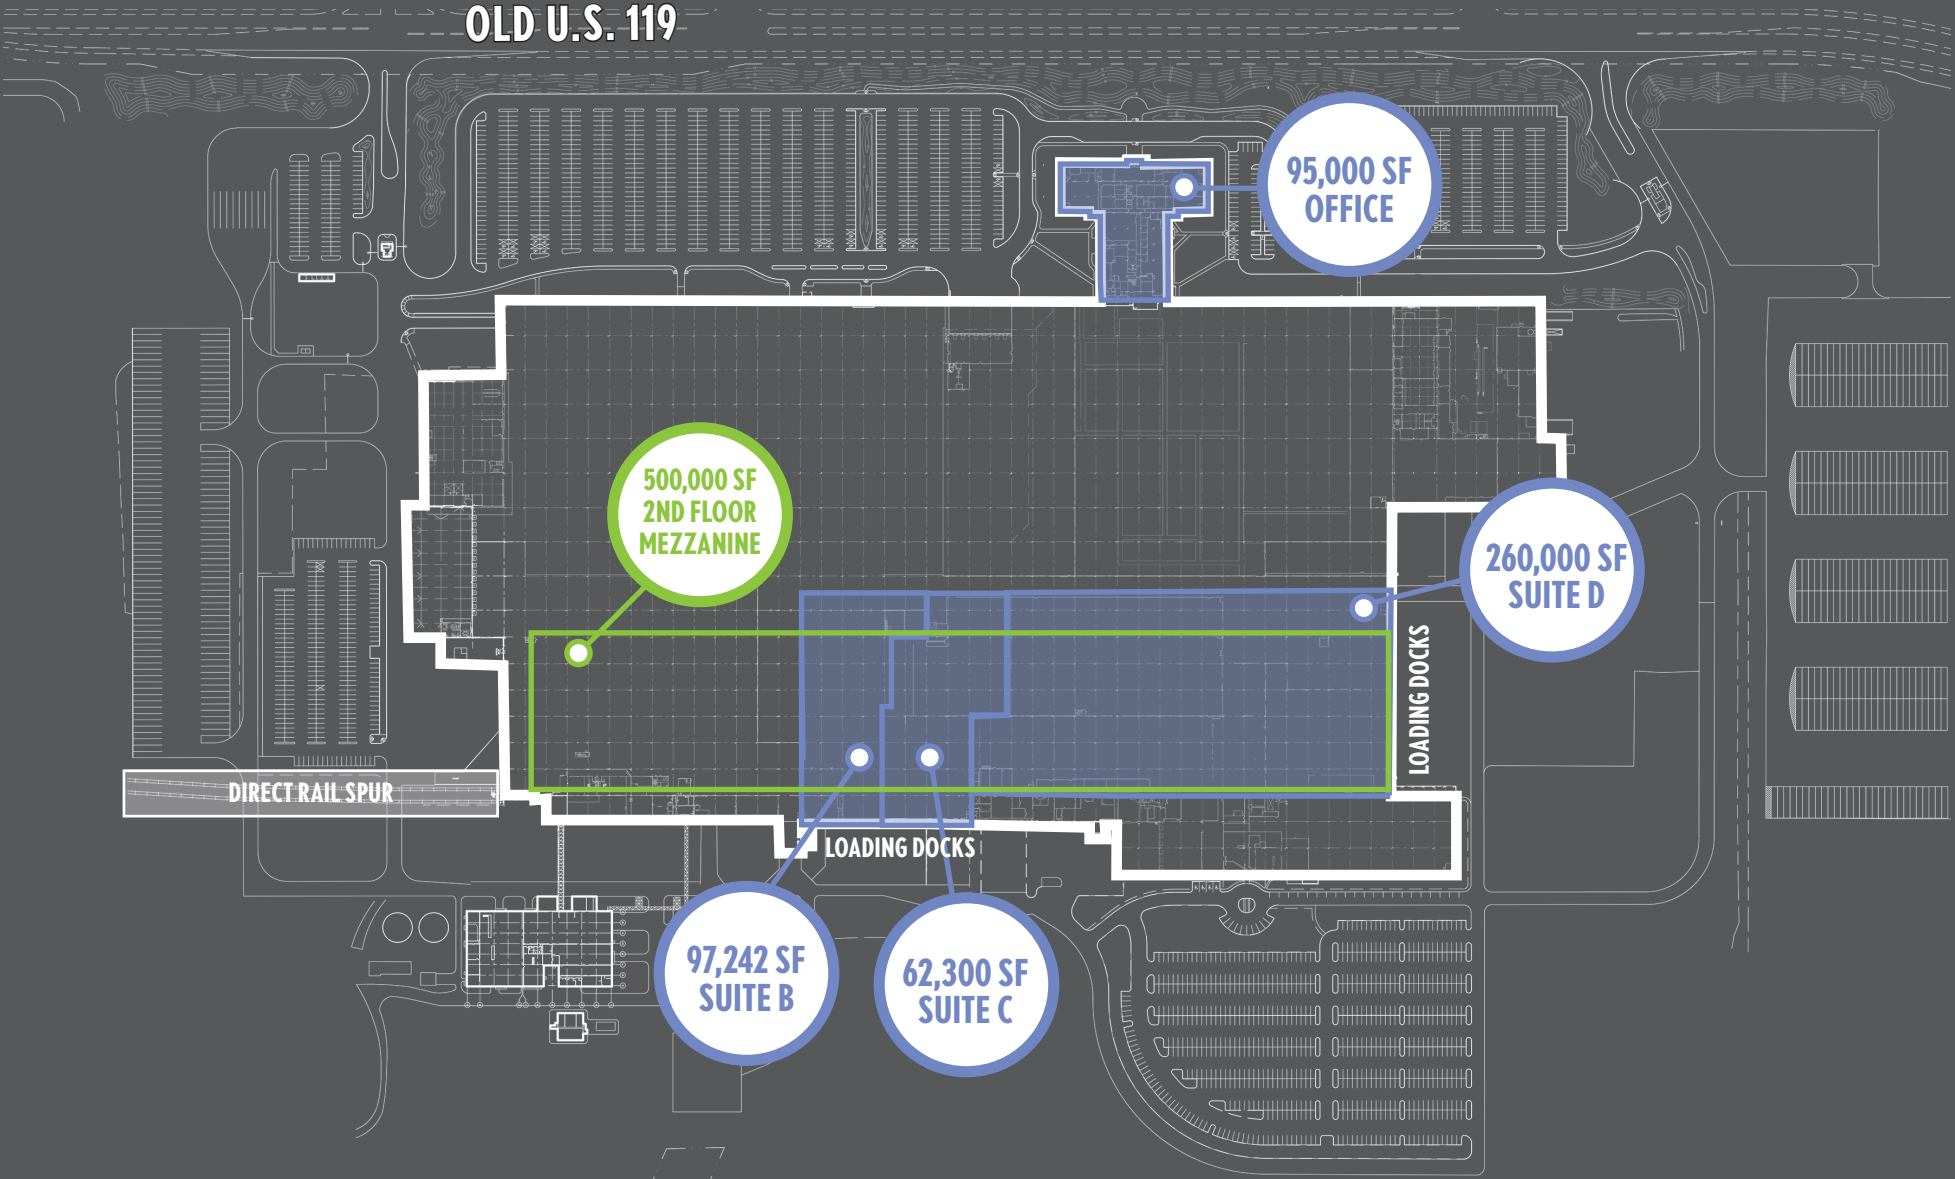 OLD U.S. 119
95,000 SF
OFFICE
500,000 SF
2ND FLOOR
MEZZANINE
260,000 SF
SUITE D
LOADING DOCKS
DIRECT RAIL SPUR
LOADING DOCKS
97,242 SF
SUITE B
62,300 SF
SUITE C